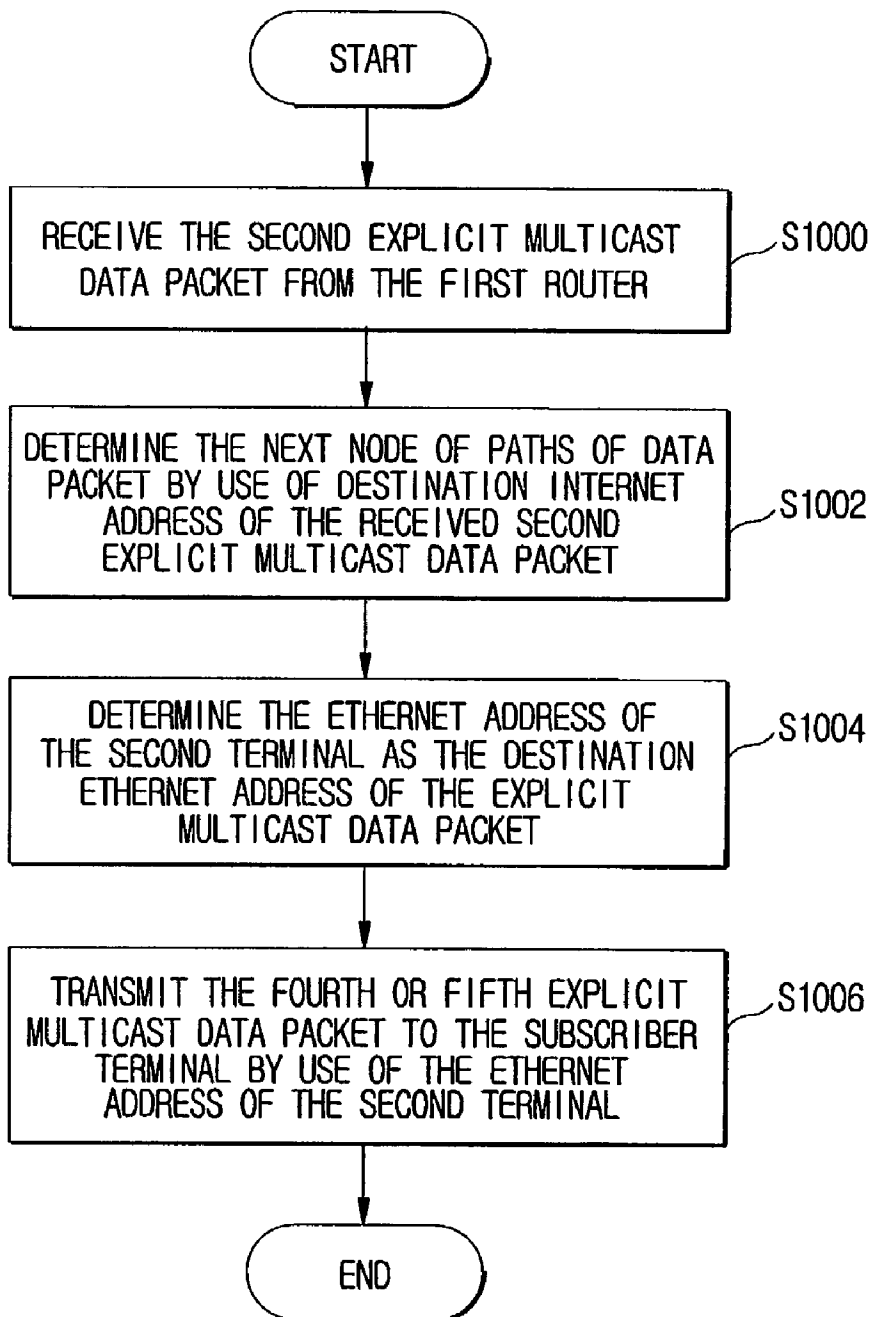 START
RECEIVE THE SECOND EXPLICIT MULTICAST
DATA PACKET FROM THE FIRST ROUTER
S1000
DETERMINE THE NEXT NODE OF PATHS OF DATA
PACKET BY USE OF DESTINATION INTERNET
ADDRESS OF THE RECEIVED SECOND
EXPLICIT MULTICAST DATA PACKET
S1002
DETERMINE THE ETHERNET ADDRESS OF
THE SECOND TERMINAL AS THE DESTINATION
ETHERNET ADDRESS OF THE EXPLICIT
MULTICAST DATA PACKET
S1004
TRANSMIT THE FOURTH OR FIFTH EXPLICIT
MULTICAST DATA PACKET TO THE SUBSCRIBER
TERMINAL BY USE OF THE ETHERNET
ADDRESS OF THE SECOND TERMINAL
S1006
END